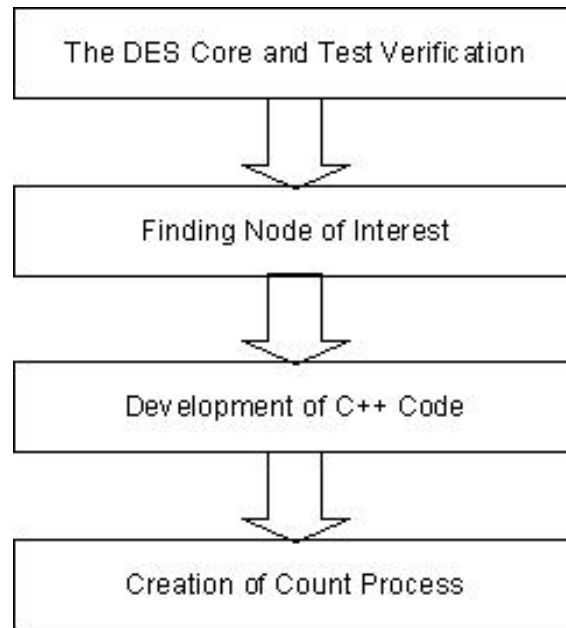 The DES Core and Test Verification
Finding Node of Interest
Development of C++ Code
Creation of Count Process